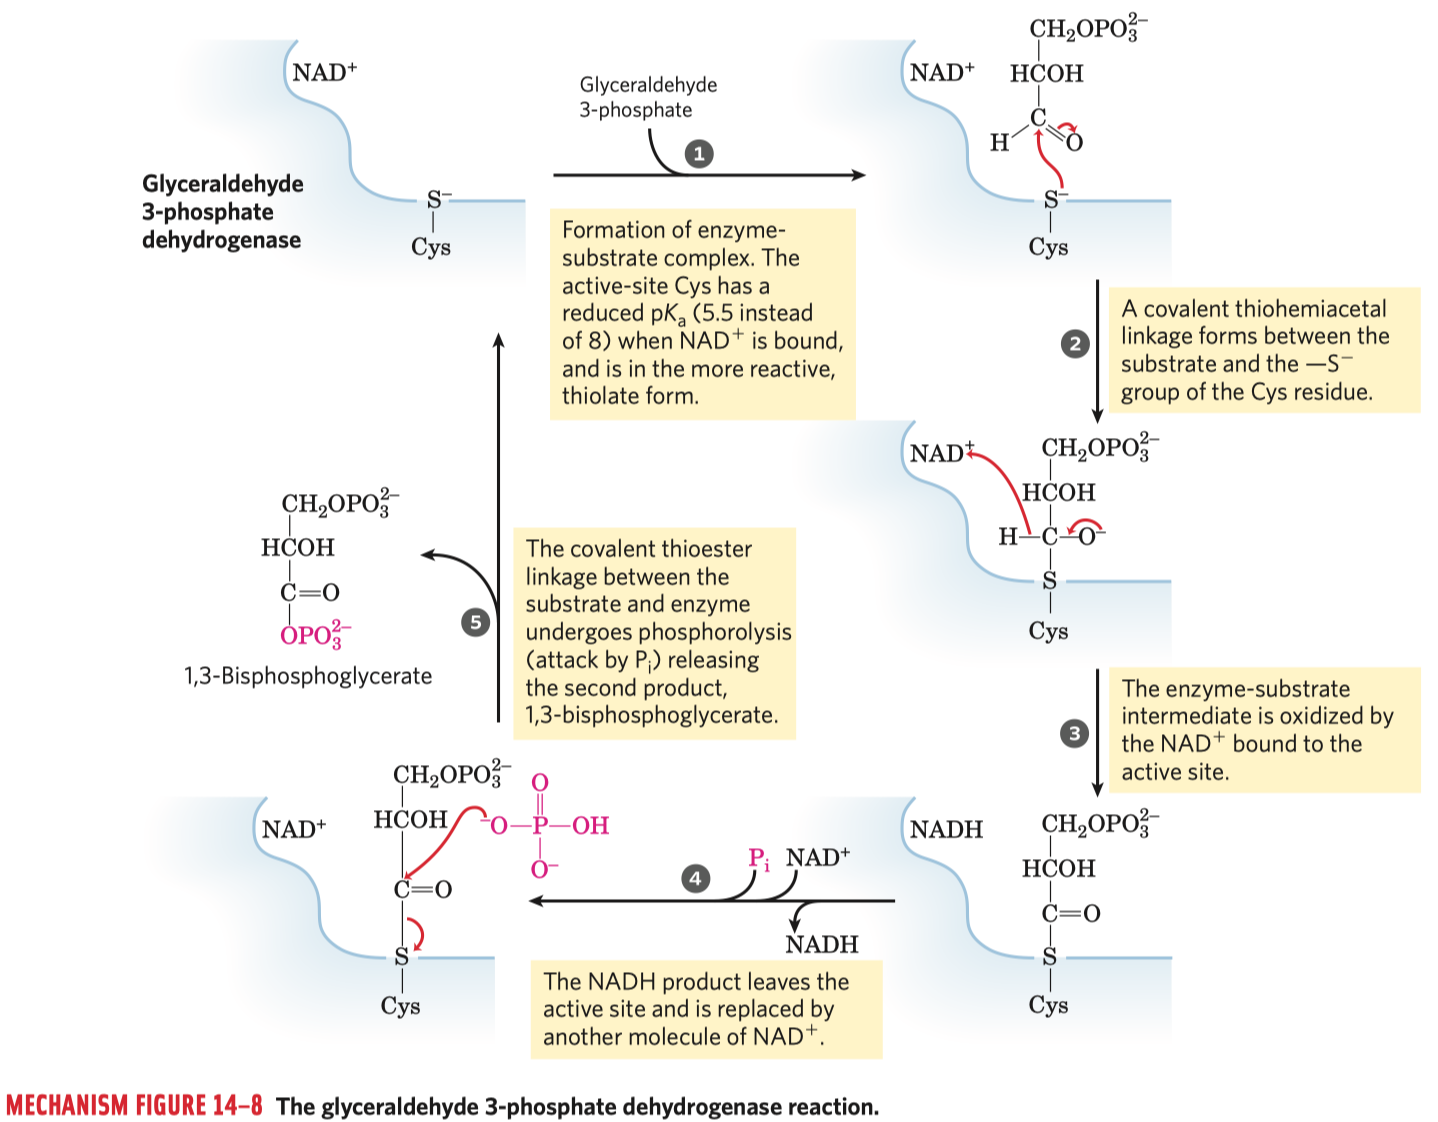 NAD⁺
Glyceraldehyde
3-phosphate
dehydrogenase
S⁻
Cys
Glyceraldehyde
3-phosphate
1
Formation of enzyme-
substrate complex. The
active-site Cys has a
reduced pKₐ (5.5 instead
of 8) when NAD⁺ is bound,
and is in the more reactive,
thiolate form.
CH₂OPO₃²⁻
NAD⁺ HCOH
C
H O
S⁻
Cys
2
A covalent thiohemiacetal
linkage forms between the
substrate and the —S⁻
group of the Cys residue.
NAD⁺ CH₂OPO₃²⁻
HCOH
H—C—O⁻
S
Cys
3
The enzyme-substrate
intermediate is oxidized by
the NAD⁺ bound to the
active site.
NADH CH₂OPO₃²⁻
HCOH
C=O
S
Cys
4
Pᵢ NAD⁺
NADH
The NADH product leaves the
active site and is replaced by
another molecule of NAD⁺.
CH₂OPO₃²⁻
NAD⁺ HCOH
C=O
S
Cys
O
⁻O—P—OH
O⁻
5
The covalent thioester
linkage between the
substrate and enzyme
undergoes phosphorolysis
(attack by Pᵢ) releasing
the second product,
1,3-bisphosphoglycerate.
CH₂OPO₃²⁻
HCOH
C=O
OPO₃²⁻
1,3-Bisphosphoglycerate
MECHANISM FIGURE 14–8 The glyceraldehyde 3-phosphate dehydrogenase reaction.